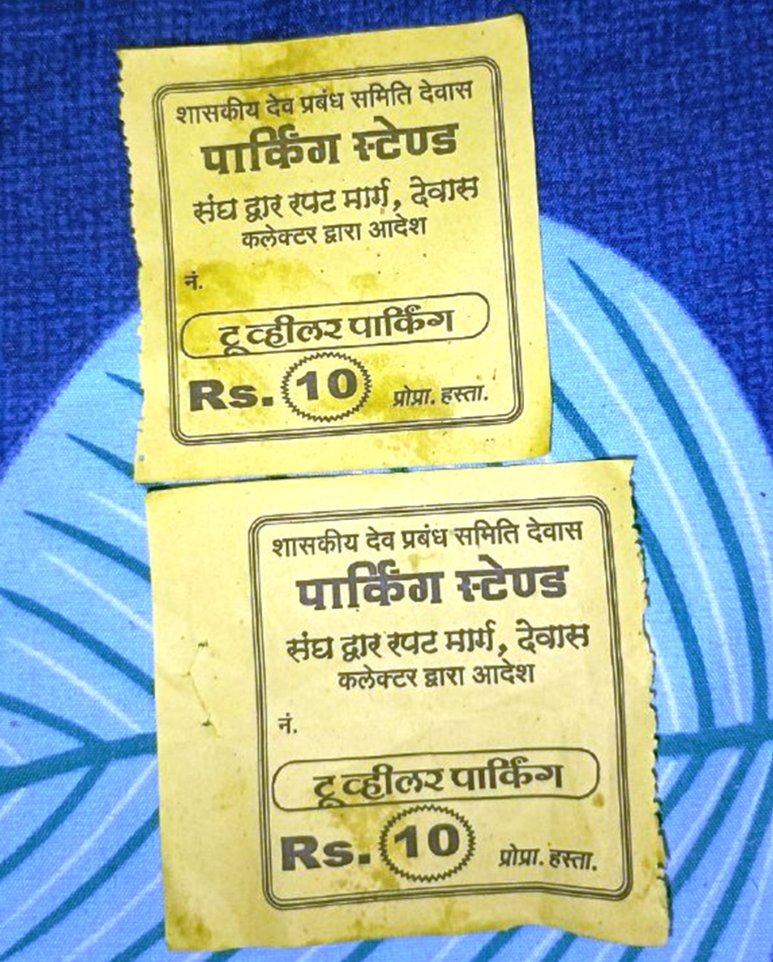 शासकीय देव प्रबंध समिति देवास
पार्किंग स्टेण्ड
संघ द्वार रपट मार्ग, देवास
कलेक्टर द्वारा आदेश
नं.
टू व्हीलर पार्किंग
Rs. 10 प्रोप्रा. हस्ता.
शासकीय देव प्रबंध समिति देवास
पार्किंग स्टेण्ड
संघ द्वार रपट मार्ग, देवास
कलेक्टर द्वारा आदेश
नं.
टू व्हीलर पार्किंग
Rs. 10 प्रोप्रा. हस्ता.